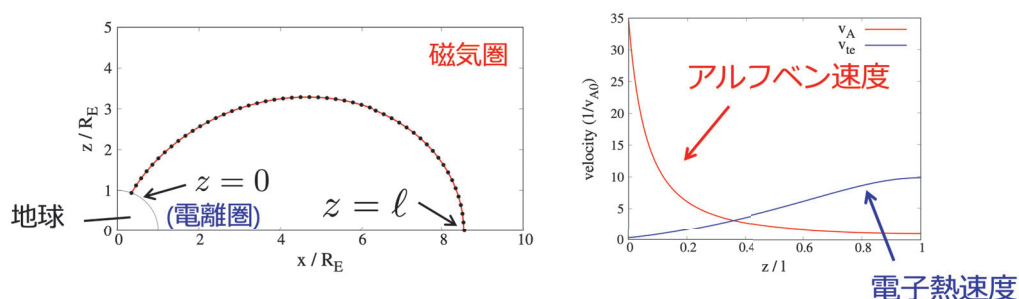 5
4
3
2
1
0
z / R_E
0
2
4
6
8
10
x / R_E
磁気圏
z = 0
(電離圏)
地球
z = ℓ
35
30
25
20
15
10
5
0
velocity (1/v_A0)
v_A
v_te
アルフベン速度
0
0.2
0.4
0.6
0.8
1
z / l
電子熱速度